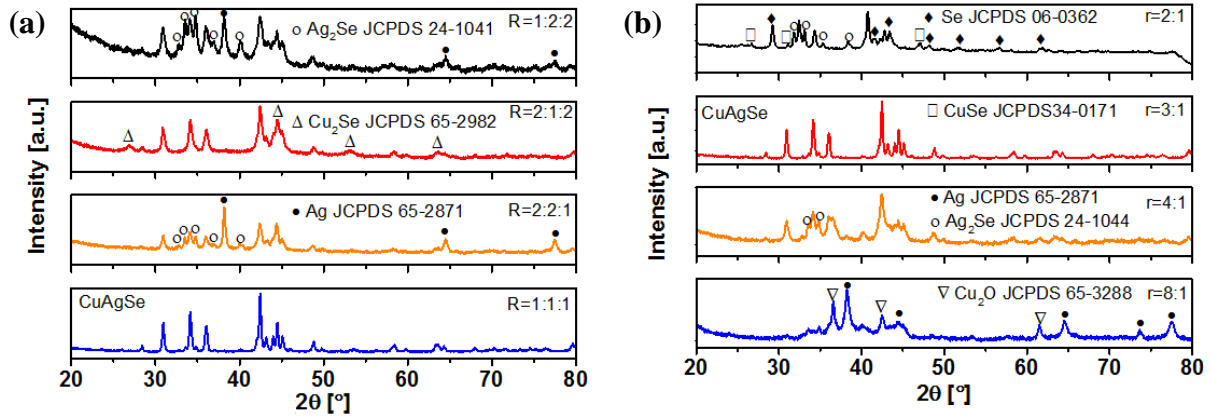 (a)
Intensity [a.u.]
o Ag₂Se JCPDS 24-1041
R=1:2:2
R=2:1:2
Δ Cu₂Se JCPDS 65-2982
● Ag JCPDS 65-2871
R=2:2:1
CuAgSe
R=1:1:1
20 30 40 50 60 70 80
2θ [°]
(b)
Intensity [a.u.]
♦ Se JCPDS 06-0362
r=2:1
CuAgSe
□ CuSe JCPDS34-0171
r=3:1
● Ag JCPDS 65-2871
r=4:1
o Ag₂Se JCPDS 24-1044
∇ Cu₂O JCPDS 65-3288
r=8:1
20 30 40 50 60 70 80
2θ [°]